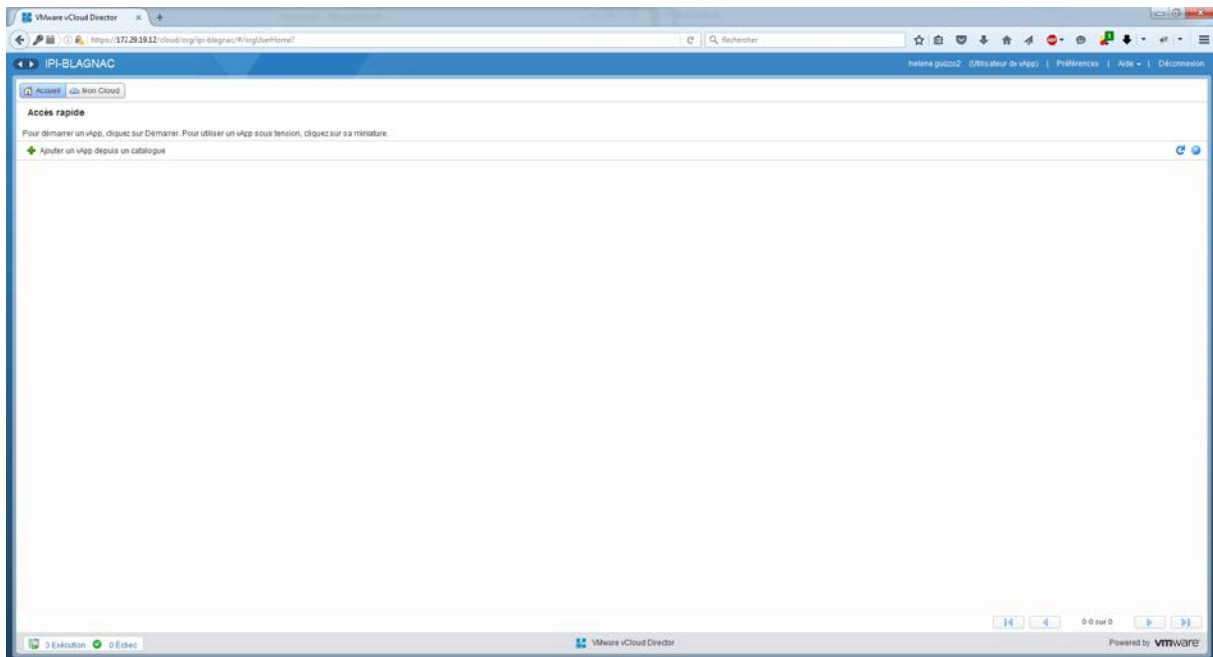 VMware vCloud Director
https://172.29.19.12/cloud/org/ipi-blagnac/#/orgUserHome?
Rechercher
IPI-BLAGNAC
helene.guizzo2 (Utilisateur de vApp) | Préférences | Aide | Déconnexion
Accueil Mon Cloud
Accès rapide
Pour démarrer un vApp, cliquez sur Démarrer. Pour utiliser un vApp sous tension, cliquez sur sa miniature.
Ajouter un vApp depuis un catalogue
0-0 sur 0
0 Exécution 0 Échec
VMware vCloud Director
Powered by vmware